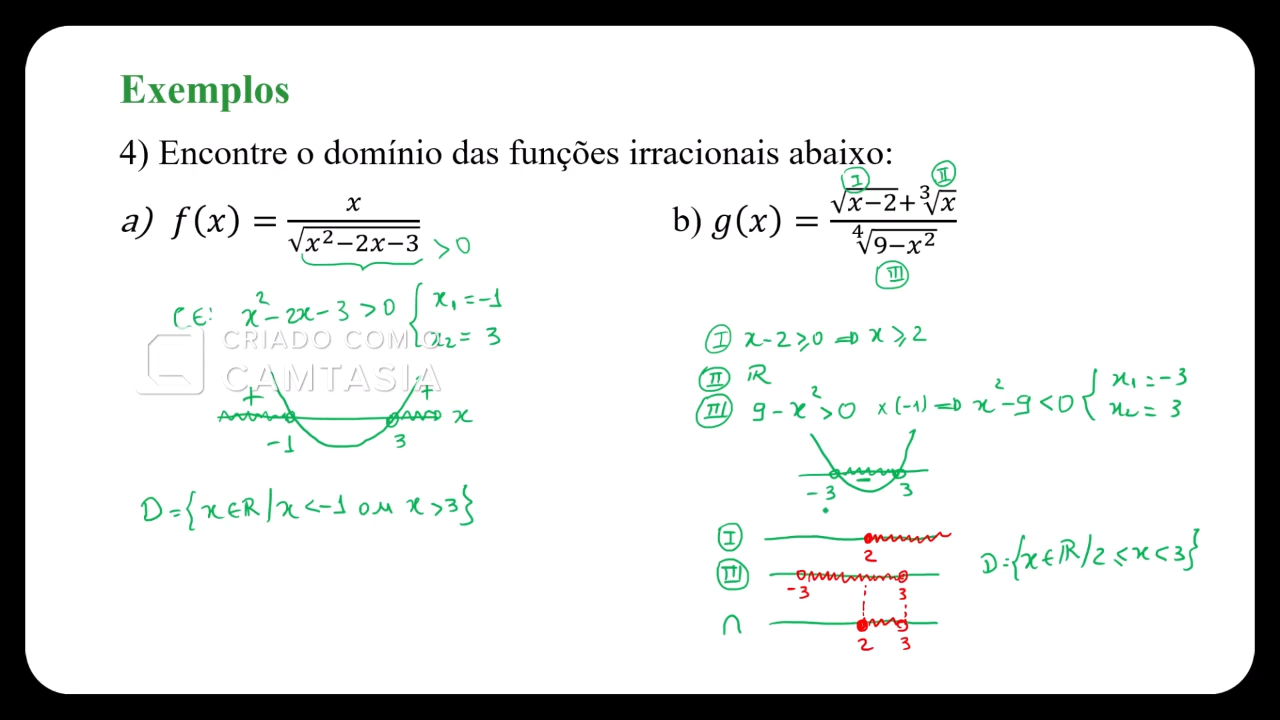 Exemplos
4) Encontre o domínio das funções irracionais abaixo:
a) f(x) = x / √(x²−2x−3) > 0
CE: x² - 2x - 3 > 0 { x₁ = -1
x₂ = 3
CRIADO COM O
CAMTASIA
+ + x
-1 3
D = {x ∈ ℝ / x < -1 ou x > 3}
I II
b) g(x) = (√(x−2) + ³√x) / ⁴√(9−x²)
III
I x - 2 ⩾ 0 ⇒ x ⩾ 2
II ℝ
III 9 - x² > 0 x (-1) ⇒ x² - 9 < 0 { x₁ = -3
x₂ = 3
-
-3 3
I
2
III
-3 3
∩
2 3
D = {x ∈ ℝ / 2 ⩽ x < 3}